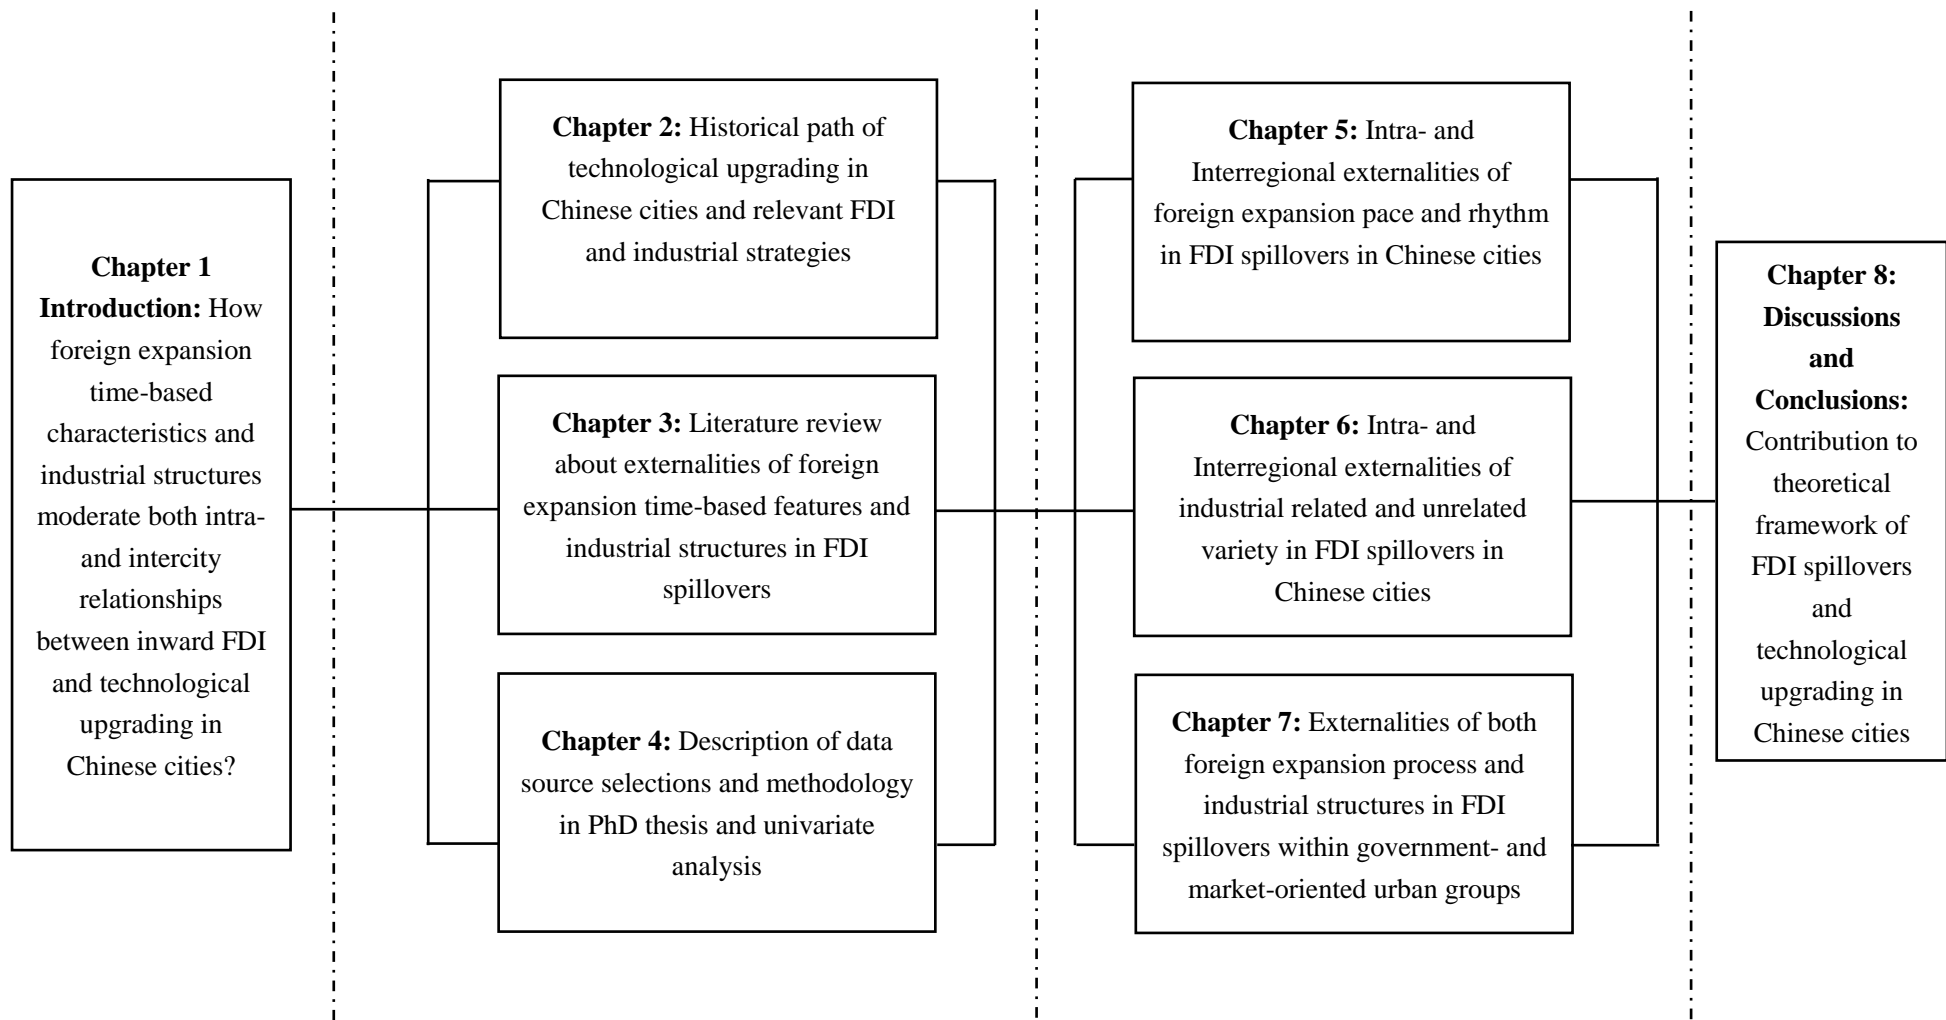 Chapter 1
Introduction: How
foreign expansion
time-based
characteristics and
industrial structures
moderate both intra-
and intercity
relationships
between inward FDI
and technological
upgrading in
Chinese cities?
Chapter 2: Historical path of
technological upgrading in
Chinese cities and relevant FDI
and industrial strategies
Chapter 3: Literature review
about externalities of foreign
expansion time-based features and
industrial structures in FDI
spillovers
Chapter 4: Description of data
source selections and methodology
in PhD thesis and univariate
analysis
Chapter 5: Intra- and
Interregional externalities of
foreign expansion pace and rhythm
in FDI spillovers in Chinese cities
Chapter 6: Intra- and
Interregional externalities of
industrial related and unrelated
variety in FDI spillovers in
Chinese cities
Chapter 7: Externalities of both
foreign expansion process and
industrial structures in FDI
spillovers within government- and
market-oriented urban groups
Chapter 8:
Discussions
and
Conclusions:
Contribution to
theoretical
framework of
FDI spillovers
and
technological
upgrading in
Chinese cities